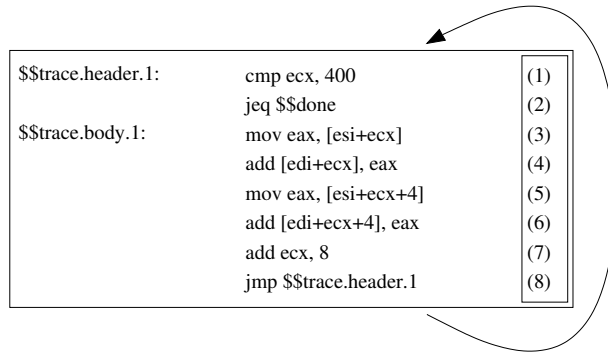 $$trace.header.1: cmp ecx, 400 (1)
jeq $$done (2)
$$trace.body.1: mov eax, [esi+ecx] (3)
add [edi+ecx], eax (4)
mov eax, [esi+ecx+4] (5)
add [edi+ecx+4], eax (6)
add ecx, 8 (7)
jmp $$trace.header.1 (8)